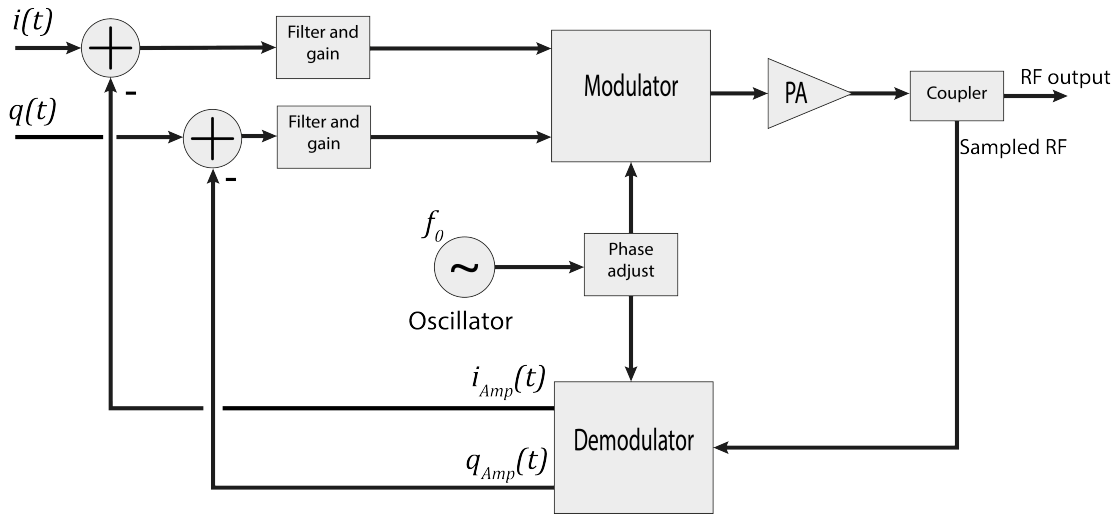 i(t)
Filter and
gain
Modulator
PA
Coupler
RF output
q(t)
Filter and
gain
Sampled RF
-
-
f0
~
Phase
adjust
Oscillator
iAmp(t)
Demodulator
qAmp(t)